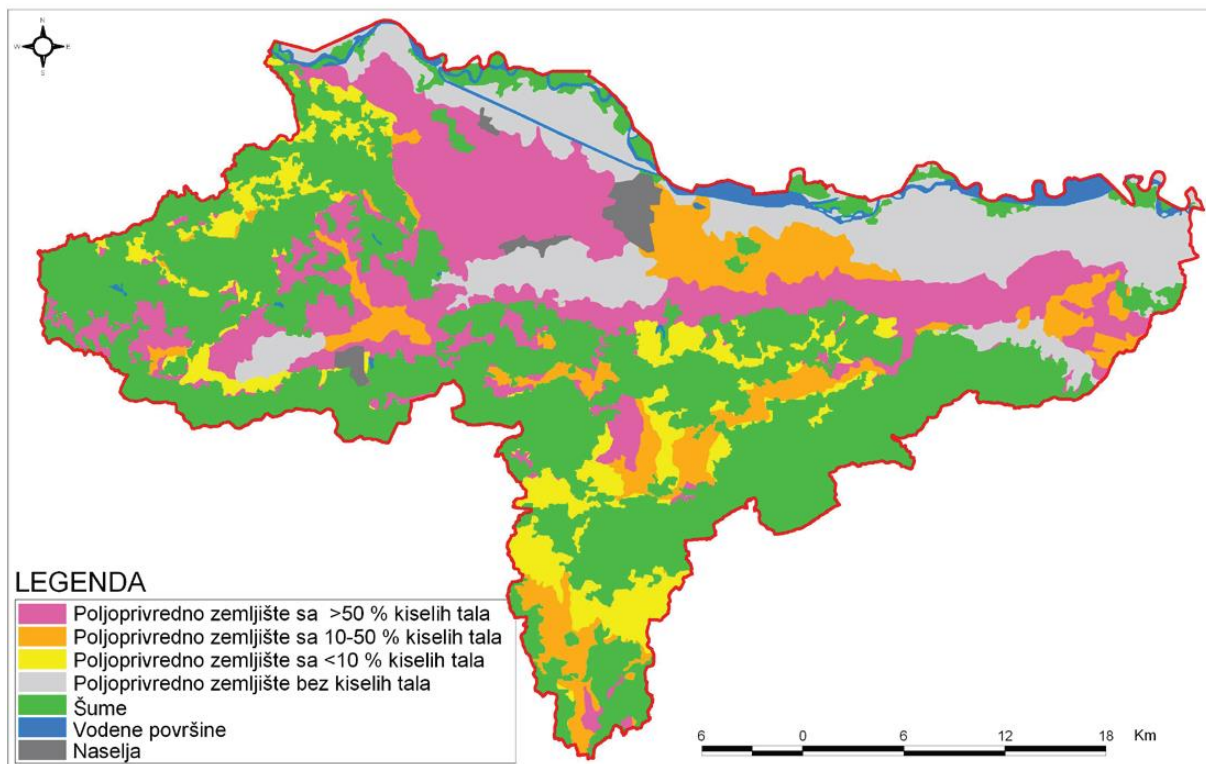 N
W E
S
LEGENDA
Poljoprivredno zemljište sa >50 % kiselih tala
Poljoprivredno zemljište sa 10-50 % kiselih tala
Poljoprivredno zemljište sa <10 % kiselih tala
Poljoprivredno zemljište bez kiselih tala
Šume
Vodene površine
Naselja
6 0 6 12 18 Km